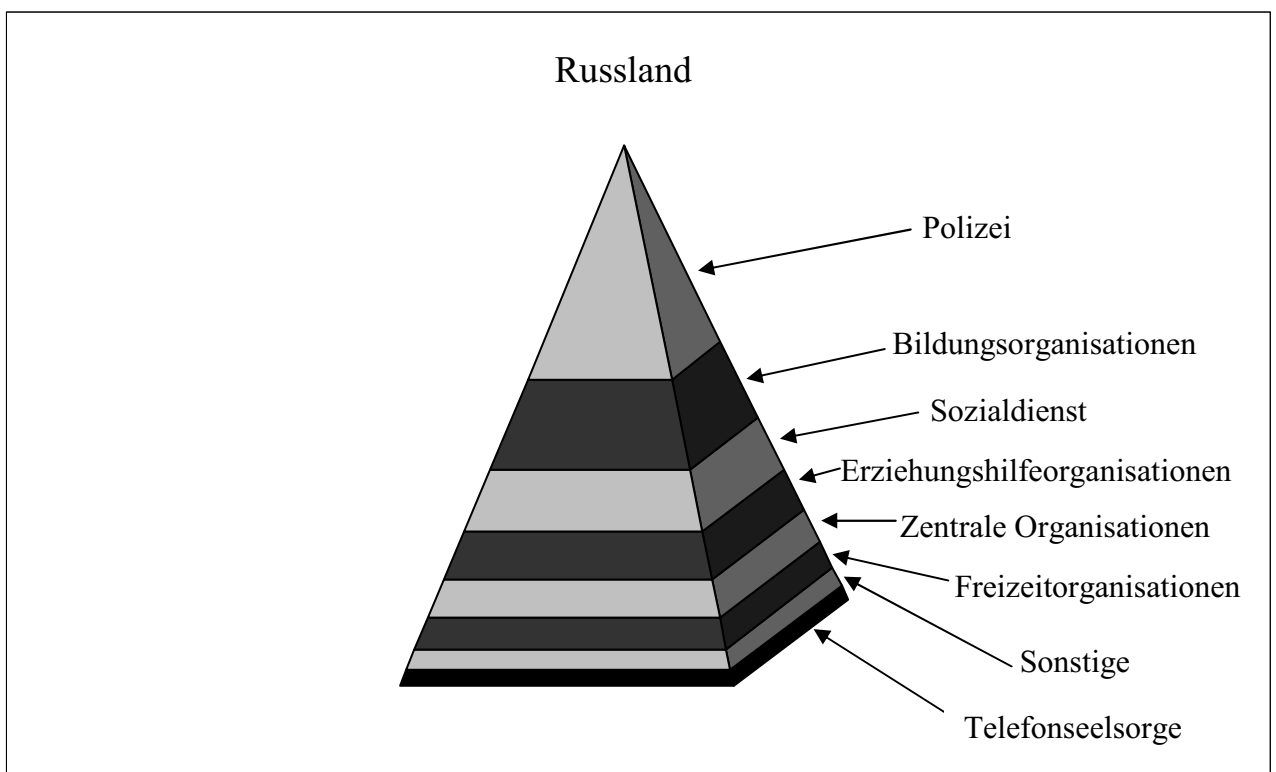 Russland
Polizei
Bildungsorganisationen
Sozialdienst
Erziehungshilfeorganisationen
Zentrale Organisationen
Freizeitorganisationen
Sonstige
Telefonseelsorge